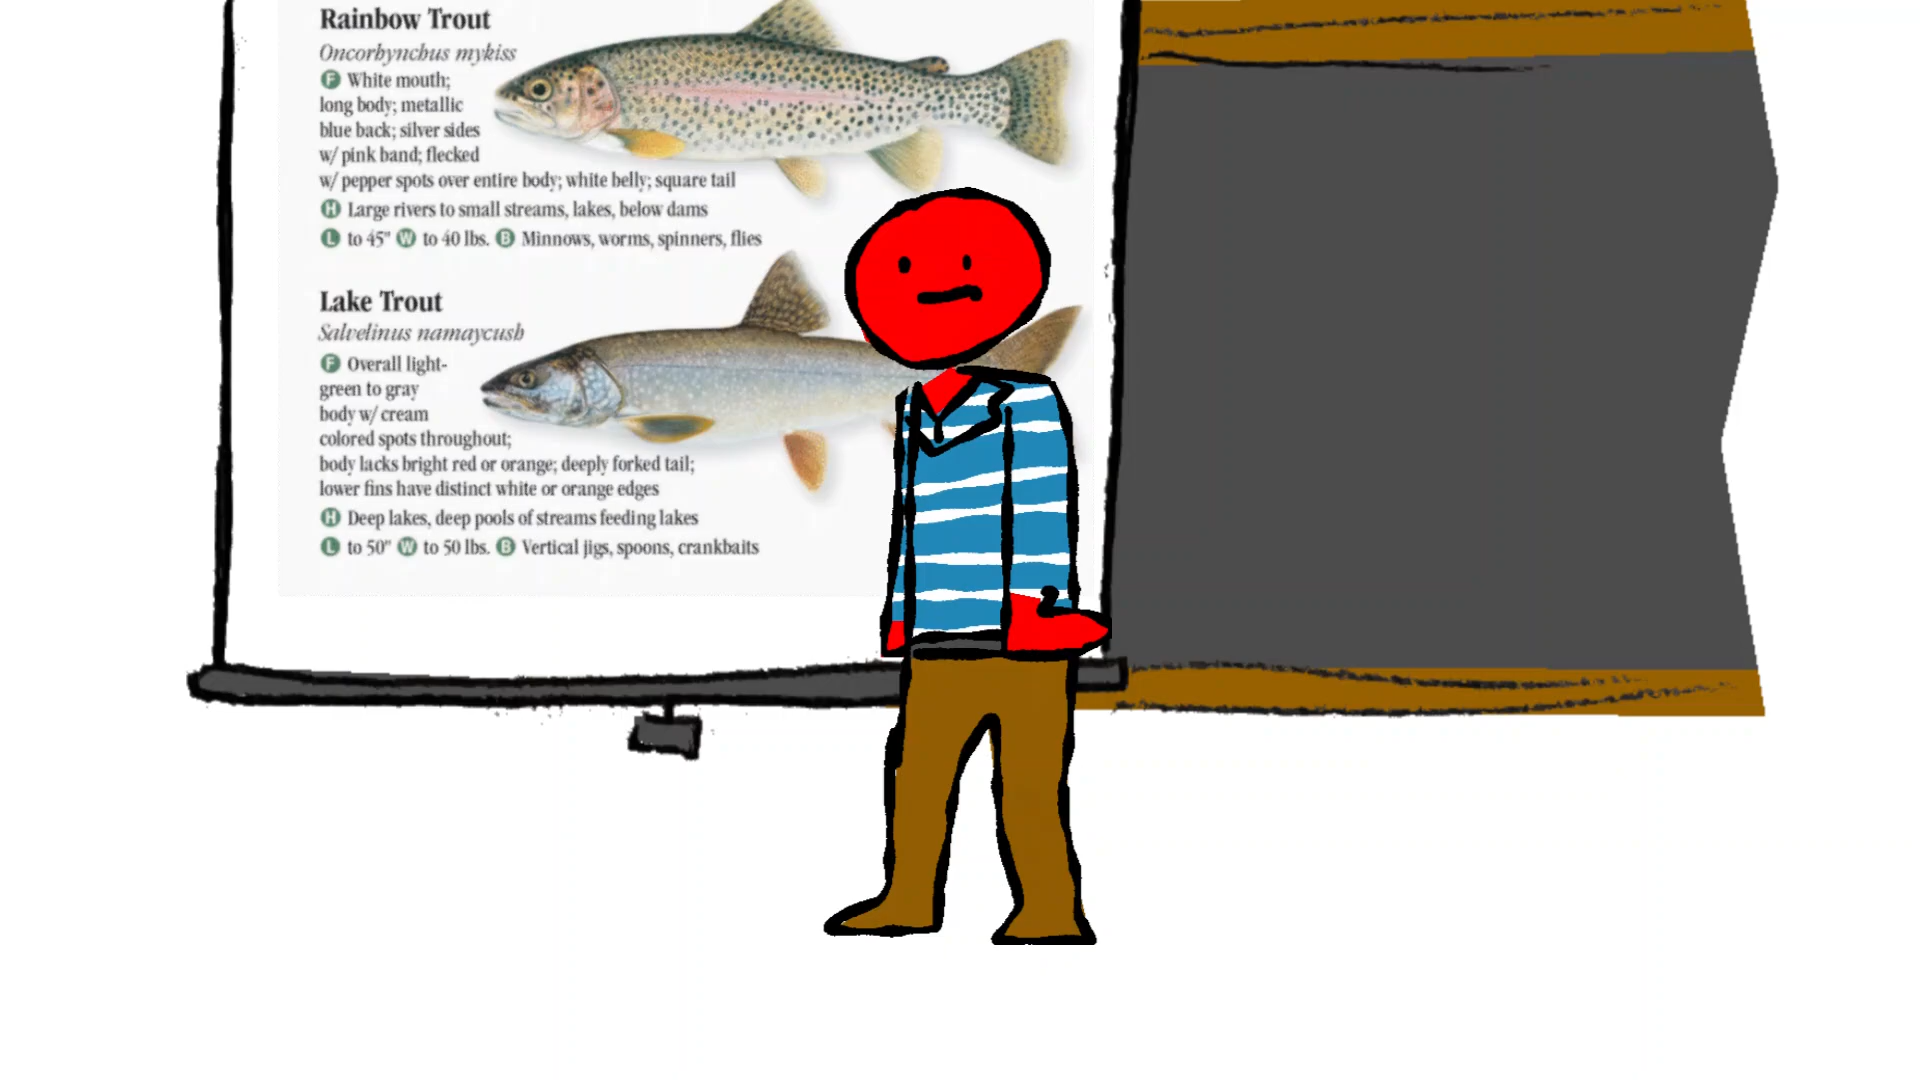 Rainbow Trout
Oncorhynchus mykiss
F White mouth;
long body; metallic
blue back; silver sides
w/ pink band; flecked
w/ pepper spots over entire body; white belly; square tail
H Large rivers to small streams, lakes, below dams
L to 45" W to 40 lbs. B Minnows, worms, spinners, flies
Lake Trout
Salvelinus namaycush
F Overall light-
green to gray
body w/ cream
colored spots throughout;
body lacks bright red or orange; deeply forked tail;
lower fins have distinct white or orange edges
H Deep lakes, deep pools of streams feeding lakes
L to 50" W to 50 lbs. B Vertical jigs, spoons, crankbaits